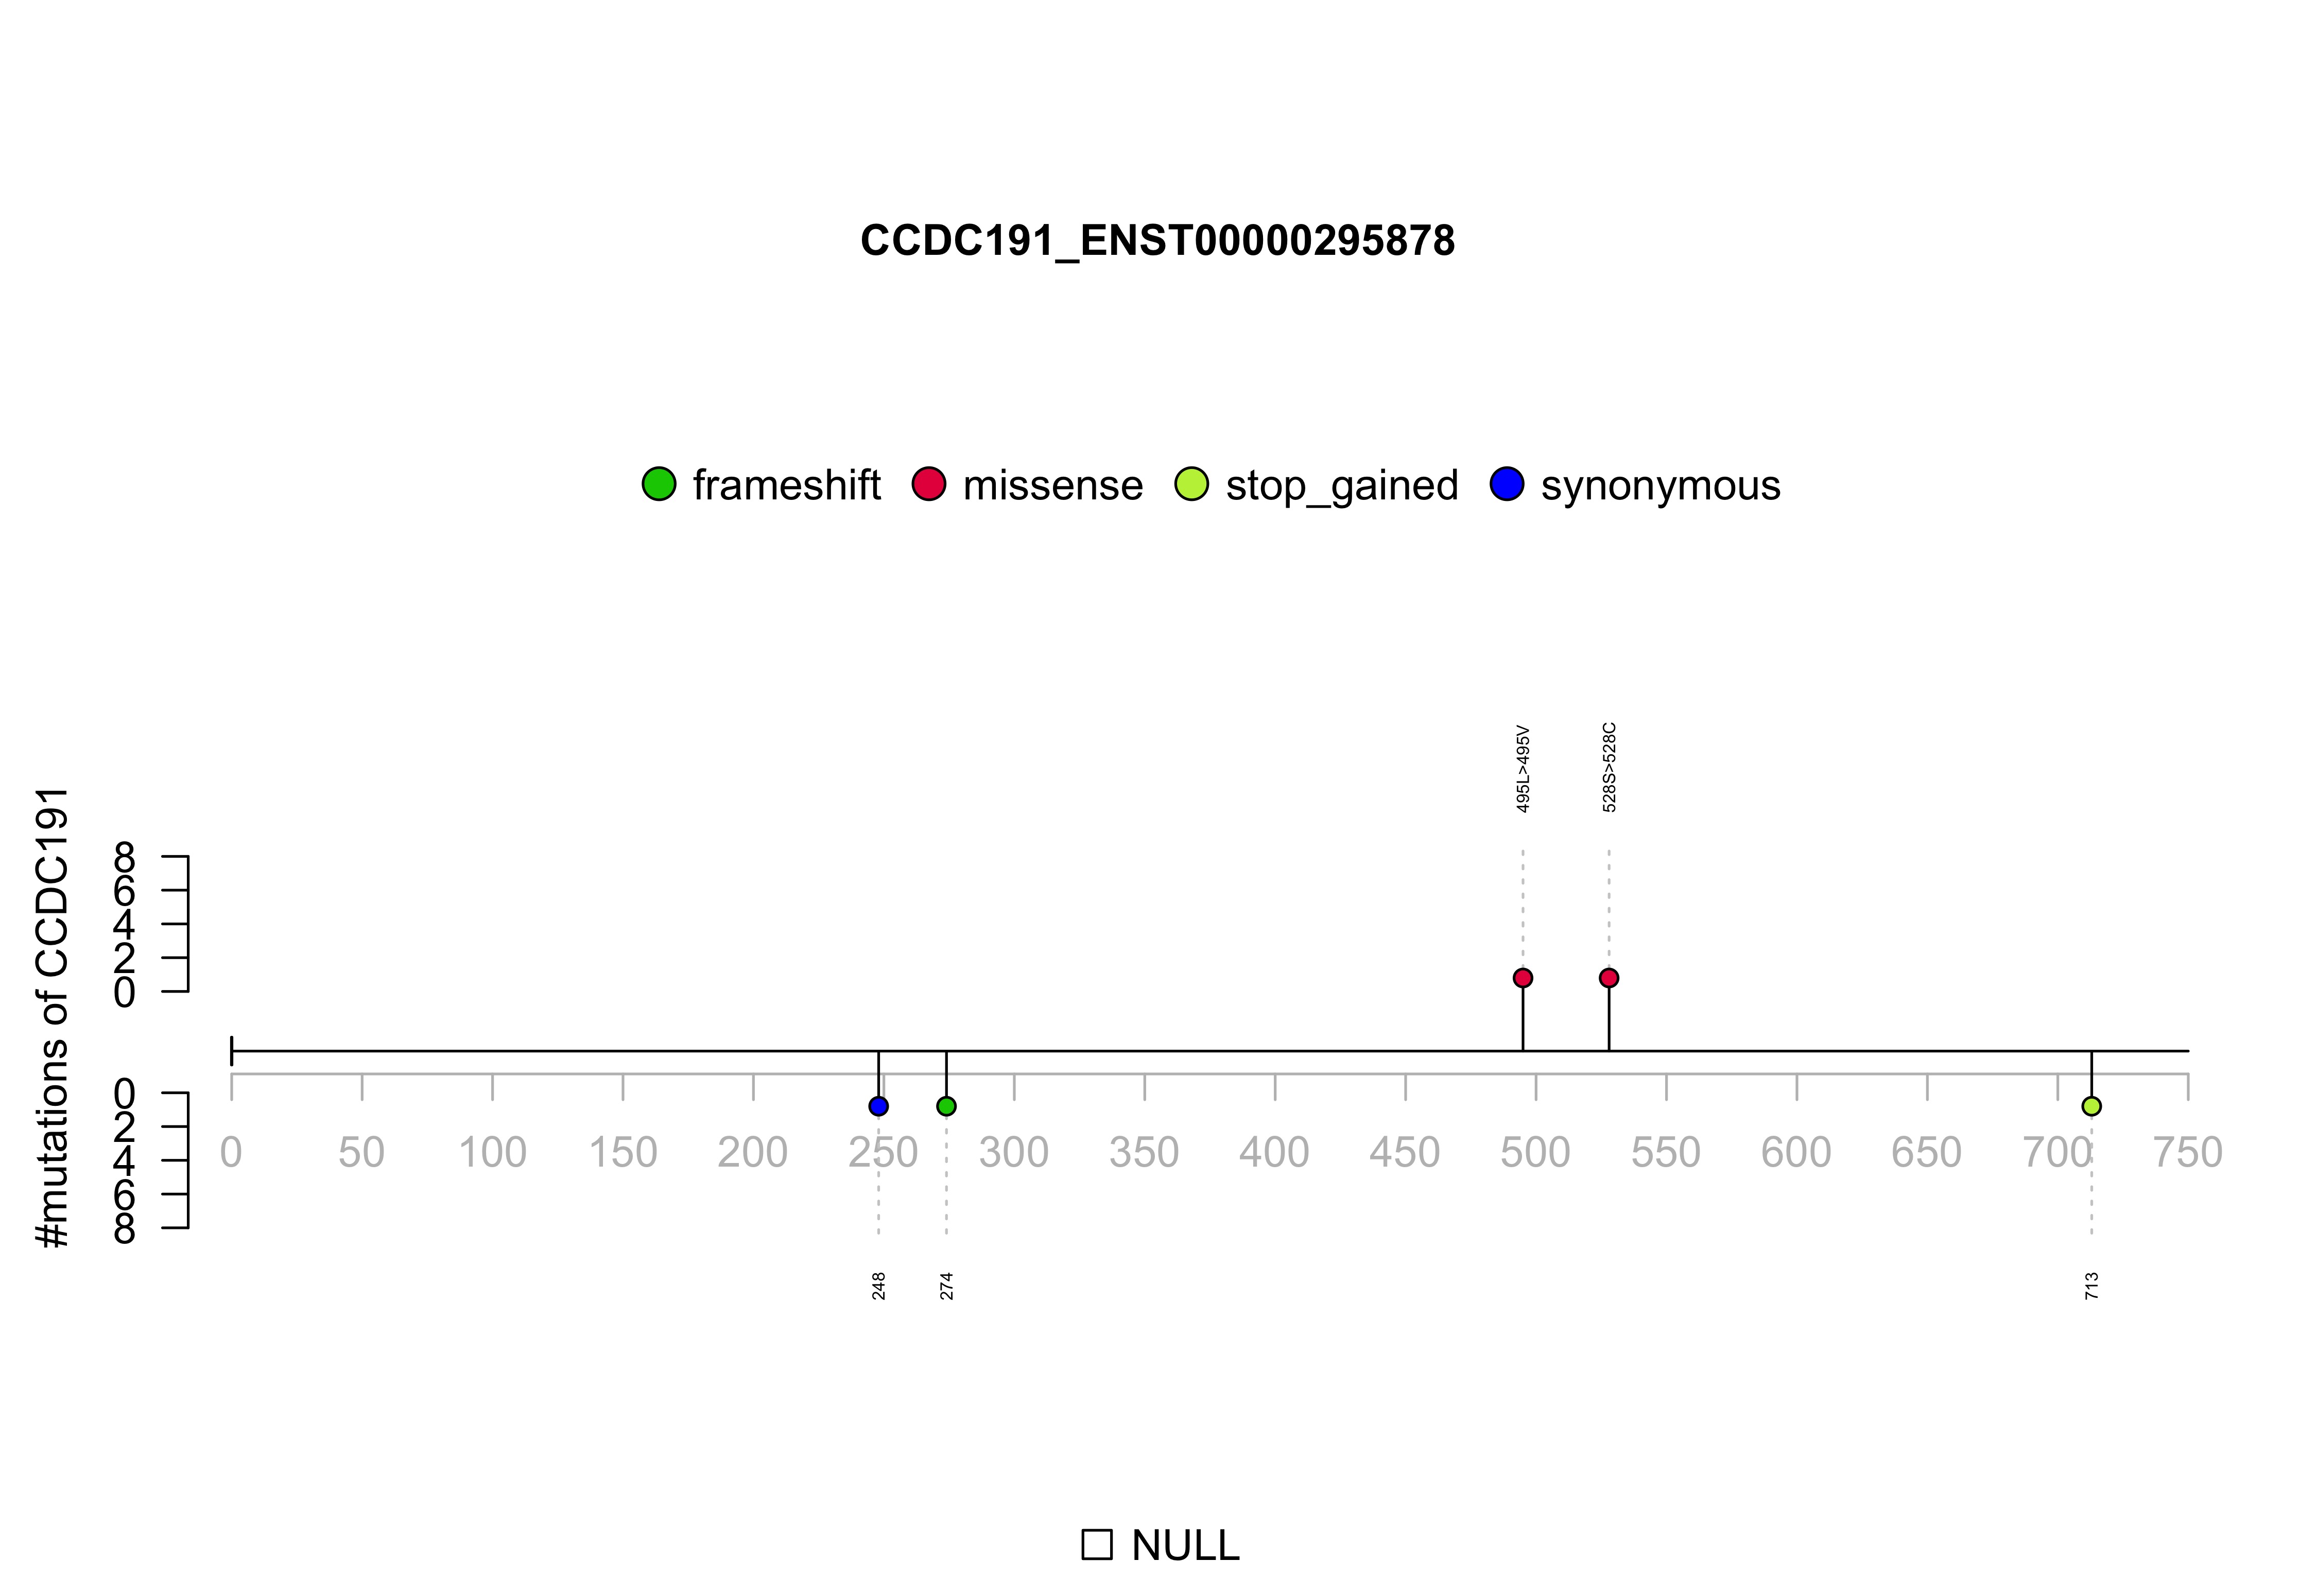 CCDC191_ENST00000295878
frameshift missense stop_gained synonymous
495L>495V 528S>528C
#mutations of CCDC191
8
6
4
2
0
0
2
4
6
8
0 50 100 150 200 250 300 350 400 450 500 550 600 650 700 750
248 274 713
NULL